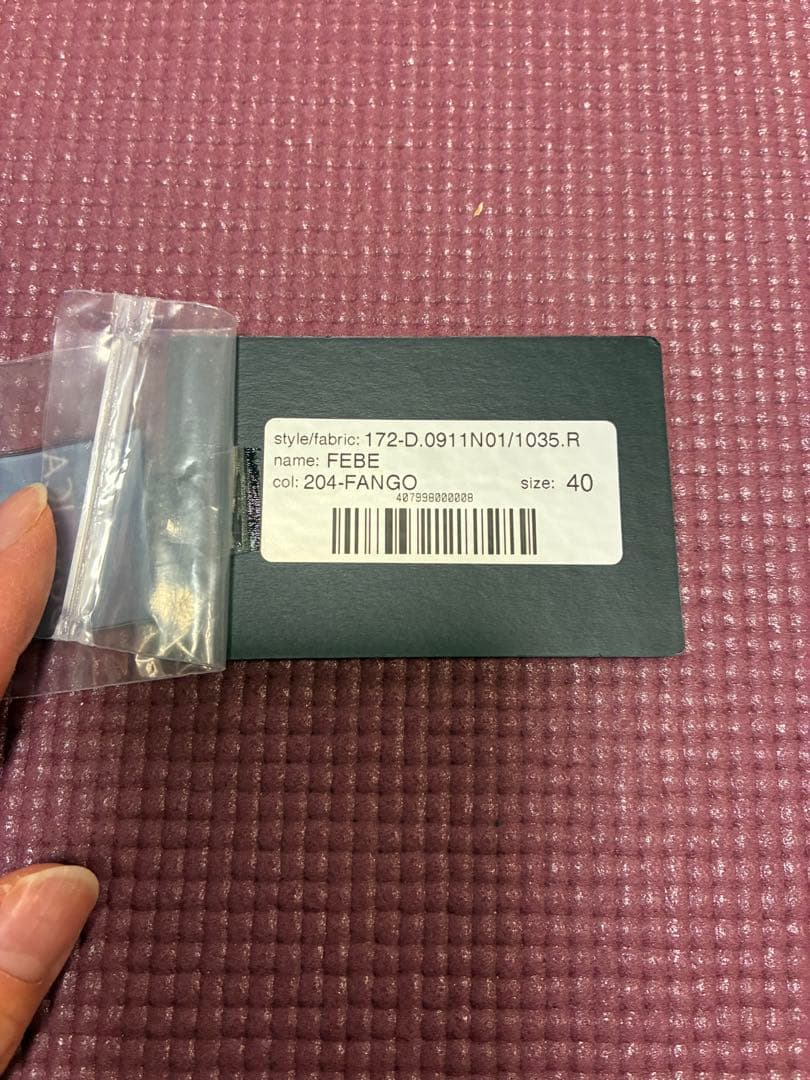 style/fabric: 172-D.0911N01/1035.R
name: FEBE
col: 204-FANGO size: 40
407998000008